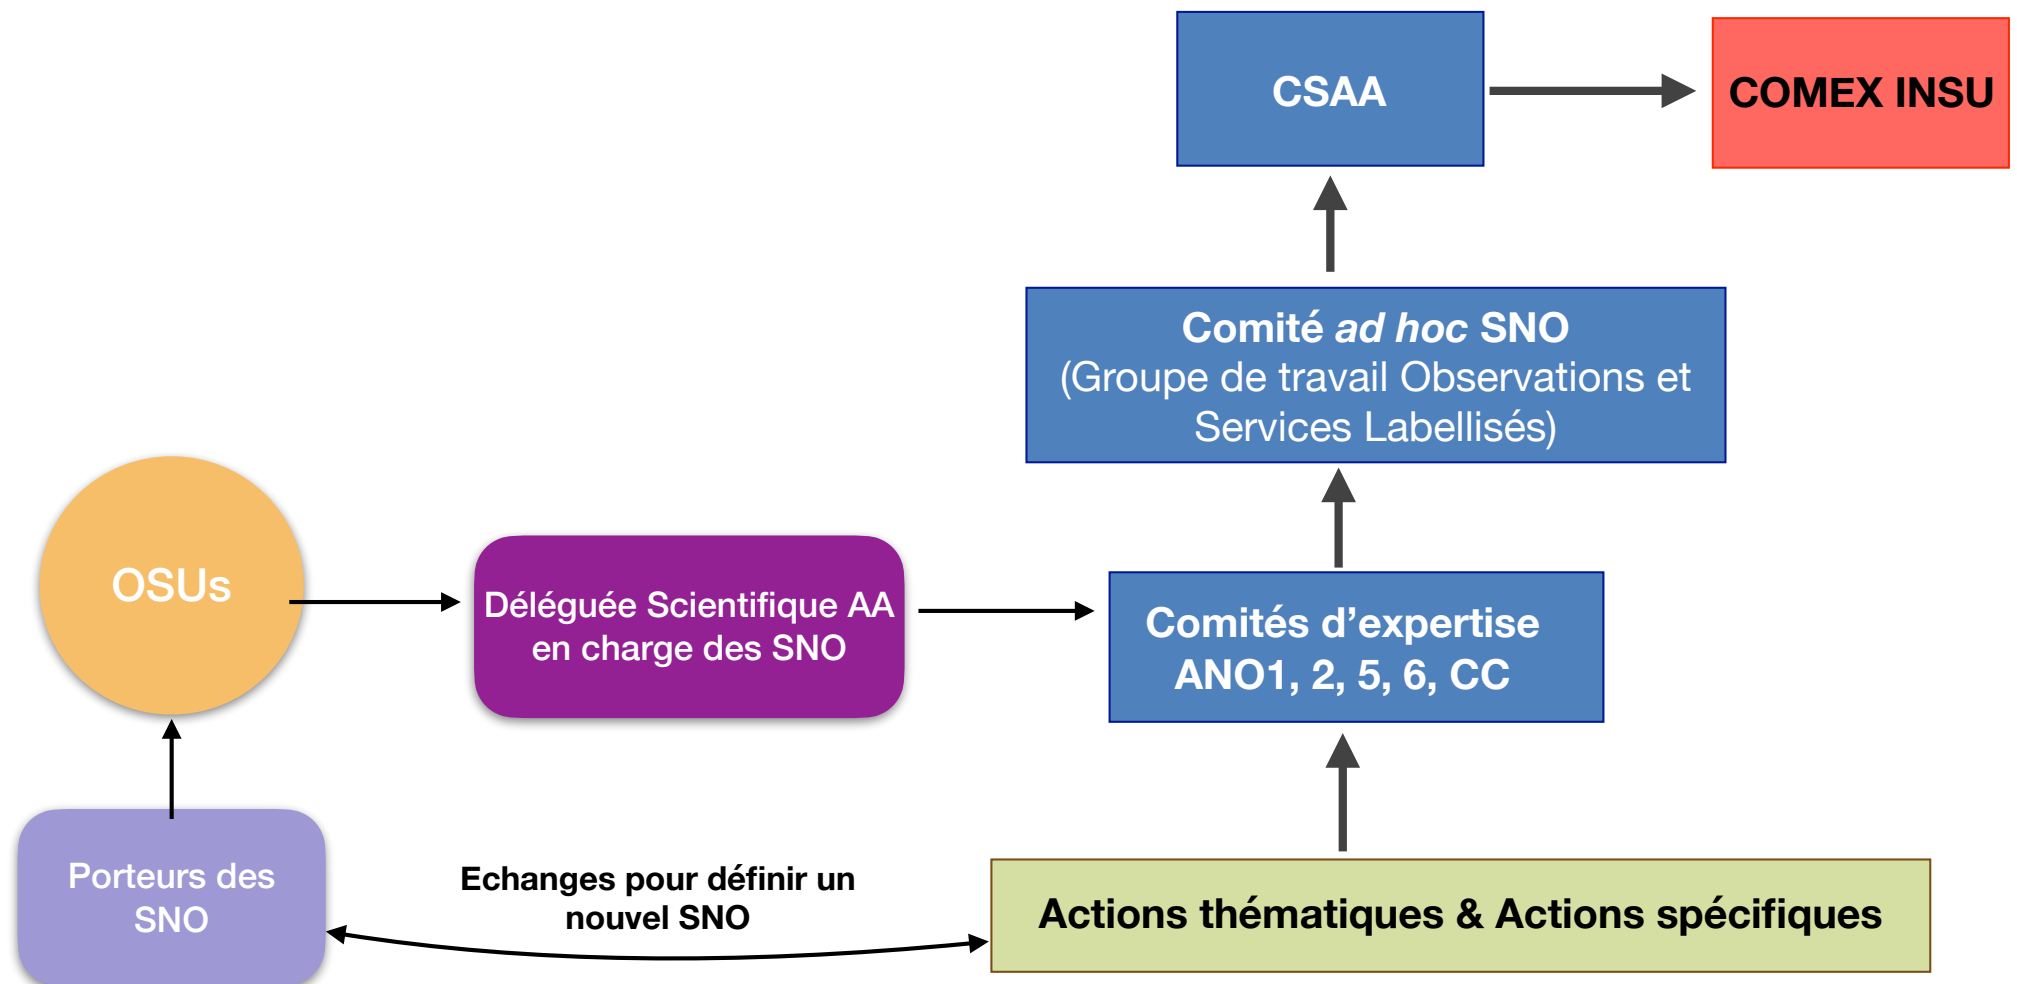 CSAA
COMEX INSU
Comité ad hoc SNO
(Groupe de travail Observations et
Services Labellisés)
OSUs
Déléguée Scientifique AA
en charge des SNO
Comités d’expertise
ANO1, 2, 5, 6, CC
Porteurs des
SNO
Echanges pour définir un
nouvel SNO
Actions thématiques & Actions spécifiques